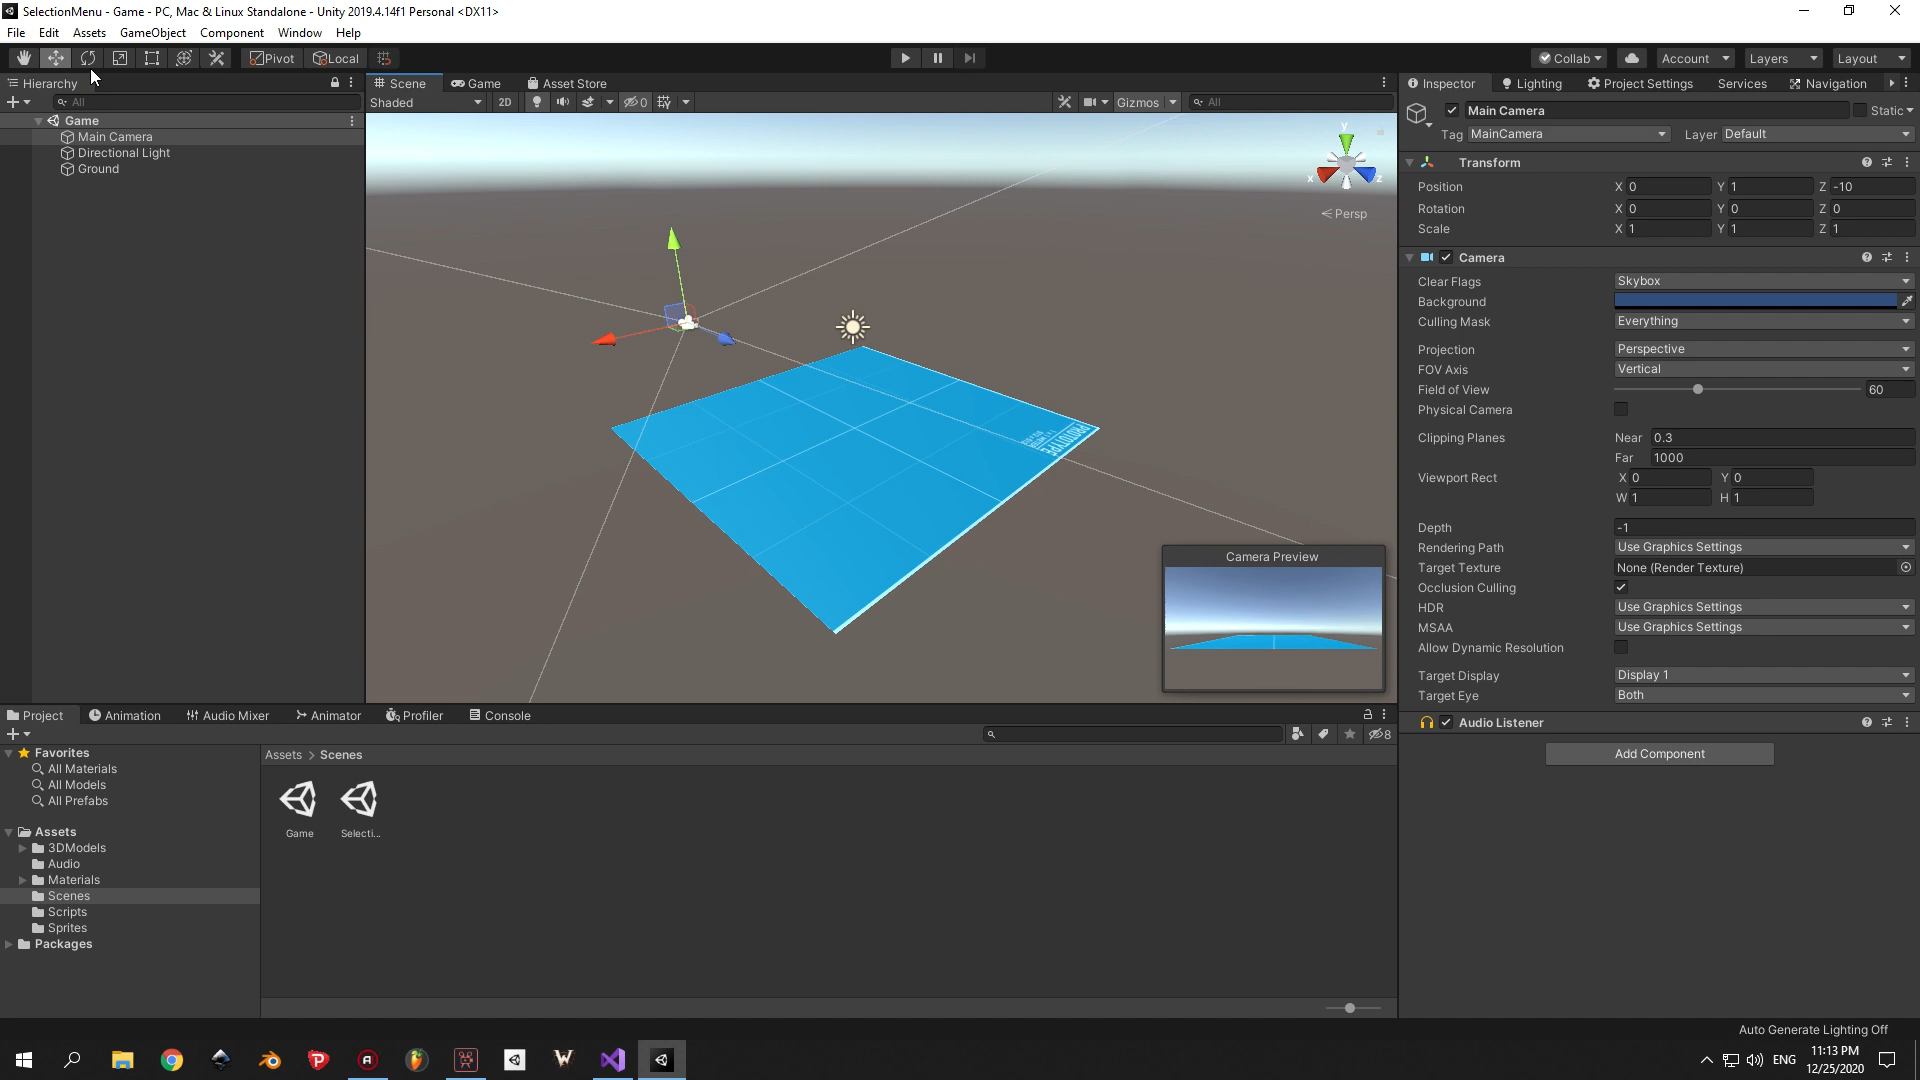 SelectionMenu - Game - PC, Mac & Linux Standalone - Unity 2019.4.14f1 Personal <DX11>
File Edit Assets GameObject Component Window Help
Pivot Local Collab Account Layers Layout
Hierarchy
All
Game
Main Camera
Directional Light
Ground
Scene Game Asset Store
Shaded 2D 0 Gizmos All
y
x z
Persp
PROTOTYPE
Camera Preview
Inspector Lighting Project Settings Services Navigation
Main Camera Static
Tag MainCamera Layer Default
Transform
Position X 0 Y 1 Z -10
Rotation X 0 Y 0 Z 0
Scale X 1 Y 1 Z 1
Camera
Clear Flags Skybox
Background
Culling Mask Everything
Projection Perspective
FOV Axis Vertical
Field of View 60
Physical Camera
Clipping Planes Near 0.3
Far 1000
Viewport Rect X 0 Y 0
W 1 H 1
Depth -1
Rendering Path Use Graphics Settings
Target Texture None (Render Texture)
Occlusion Culling
HDR Use Graphics Settings
MSAA Use Graphics Settings
Allow Dynamic Resolution
Target Display Display 1
Target Eye Both
Audio Listener
Add Component
Project Animation Audio Mixer Animator Profiler Console
8
Favorites
All Materials
All Models
All Prefabs
Assets
3DModels
Audio
Materials
Scenes
Scripts
Sprites
Packages
Assets > Scenes
Game Selecti...
Auto Generate Lighting Off
ENG 11:13 PM
12/25/2020